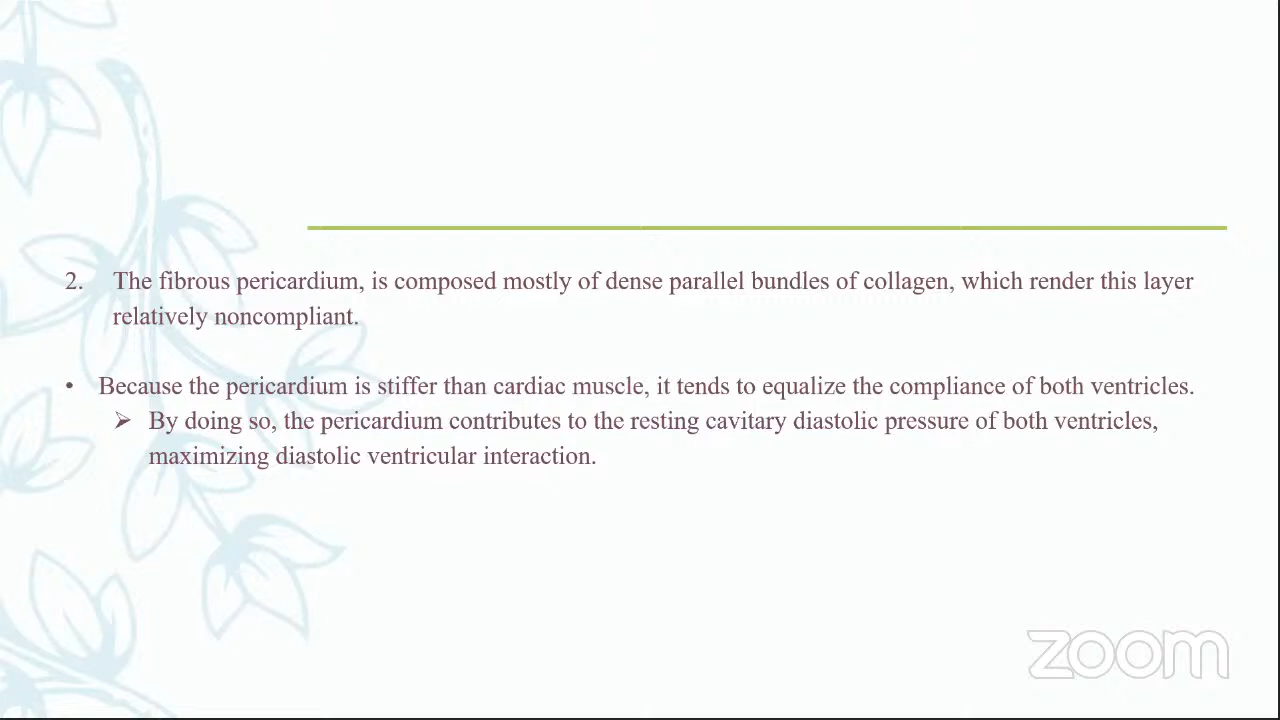 2. The fibrous pericardium, is composed mostly of dense parallel bundles of collagen, which render this layer
relatively noncompliant.
• Because the pericardium is stiffer than cardiac muscle, it tends to equalize the compliance of both ventricles.
➢ By doing so, the pericardium contributes to the resting cavitary diastolic pressure of both ventricles,
maximizing diastolic ventricular interaction.
zoom